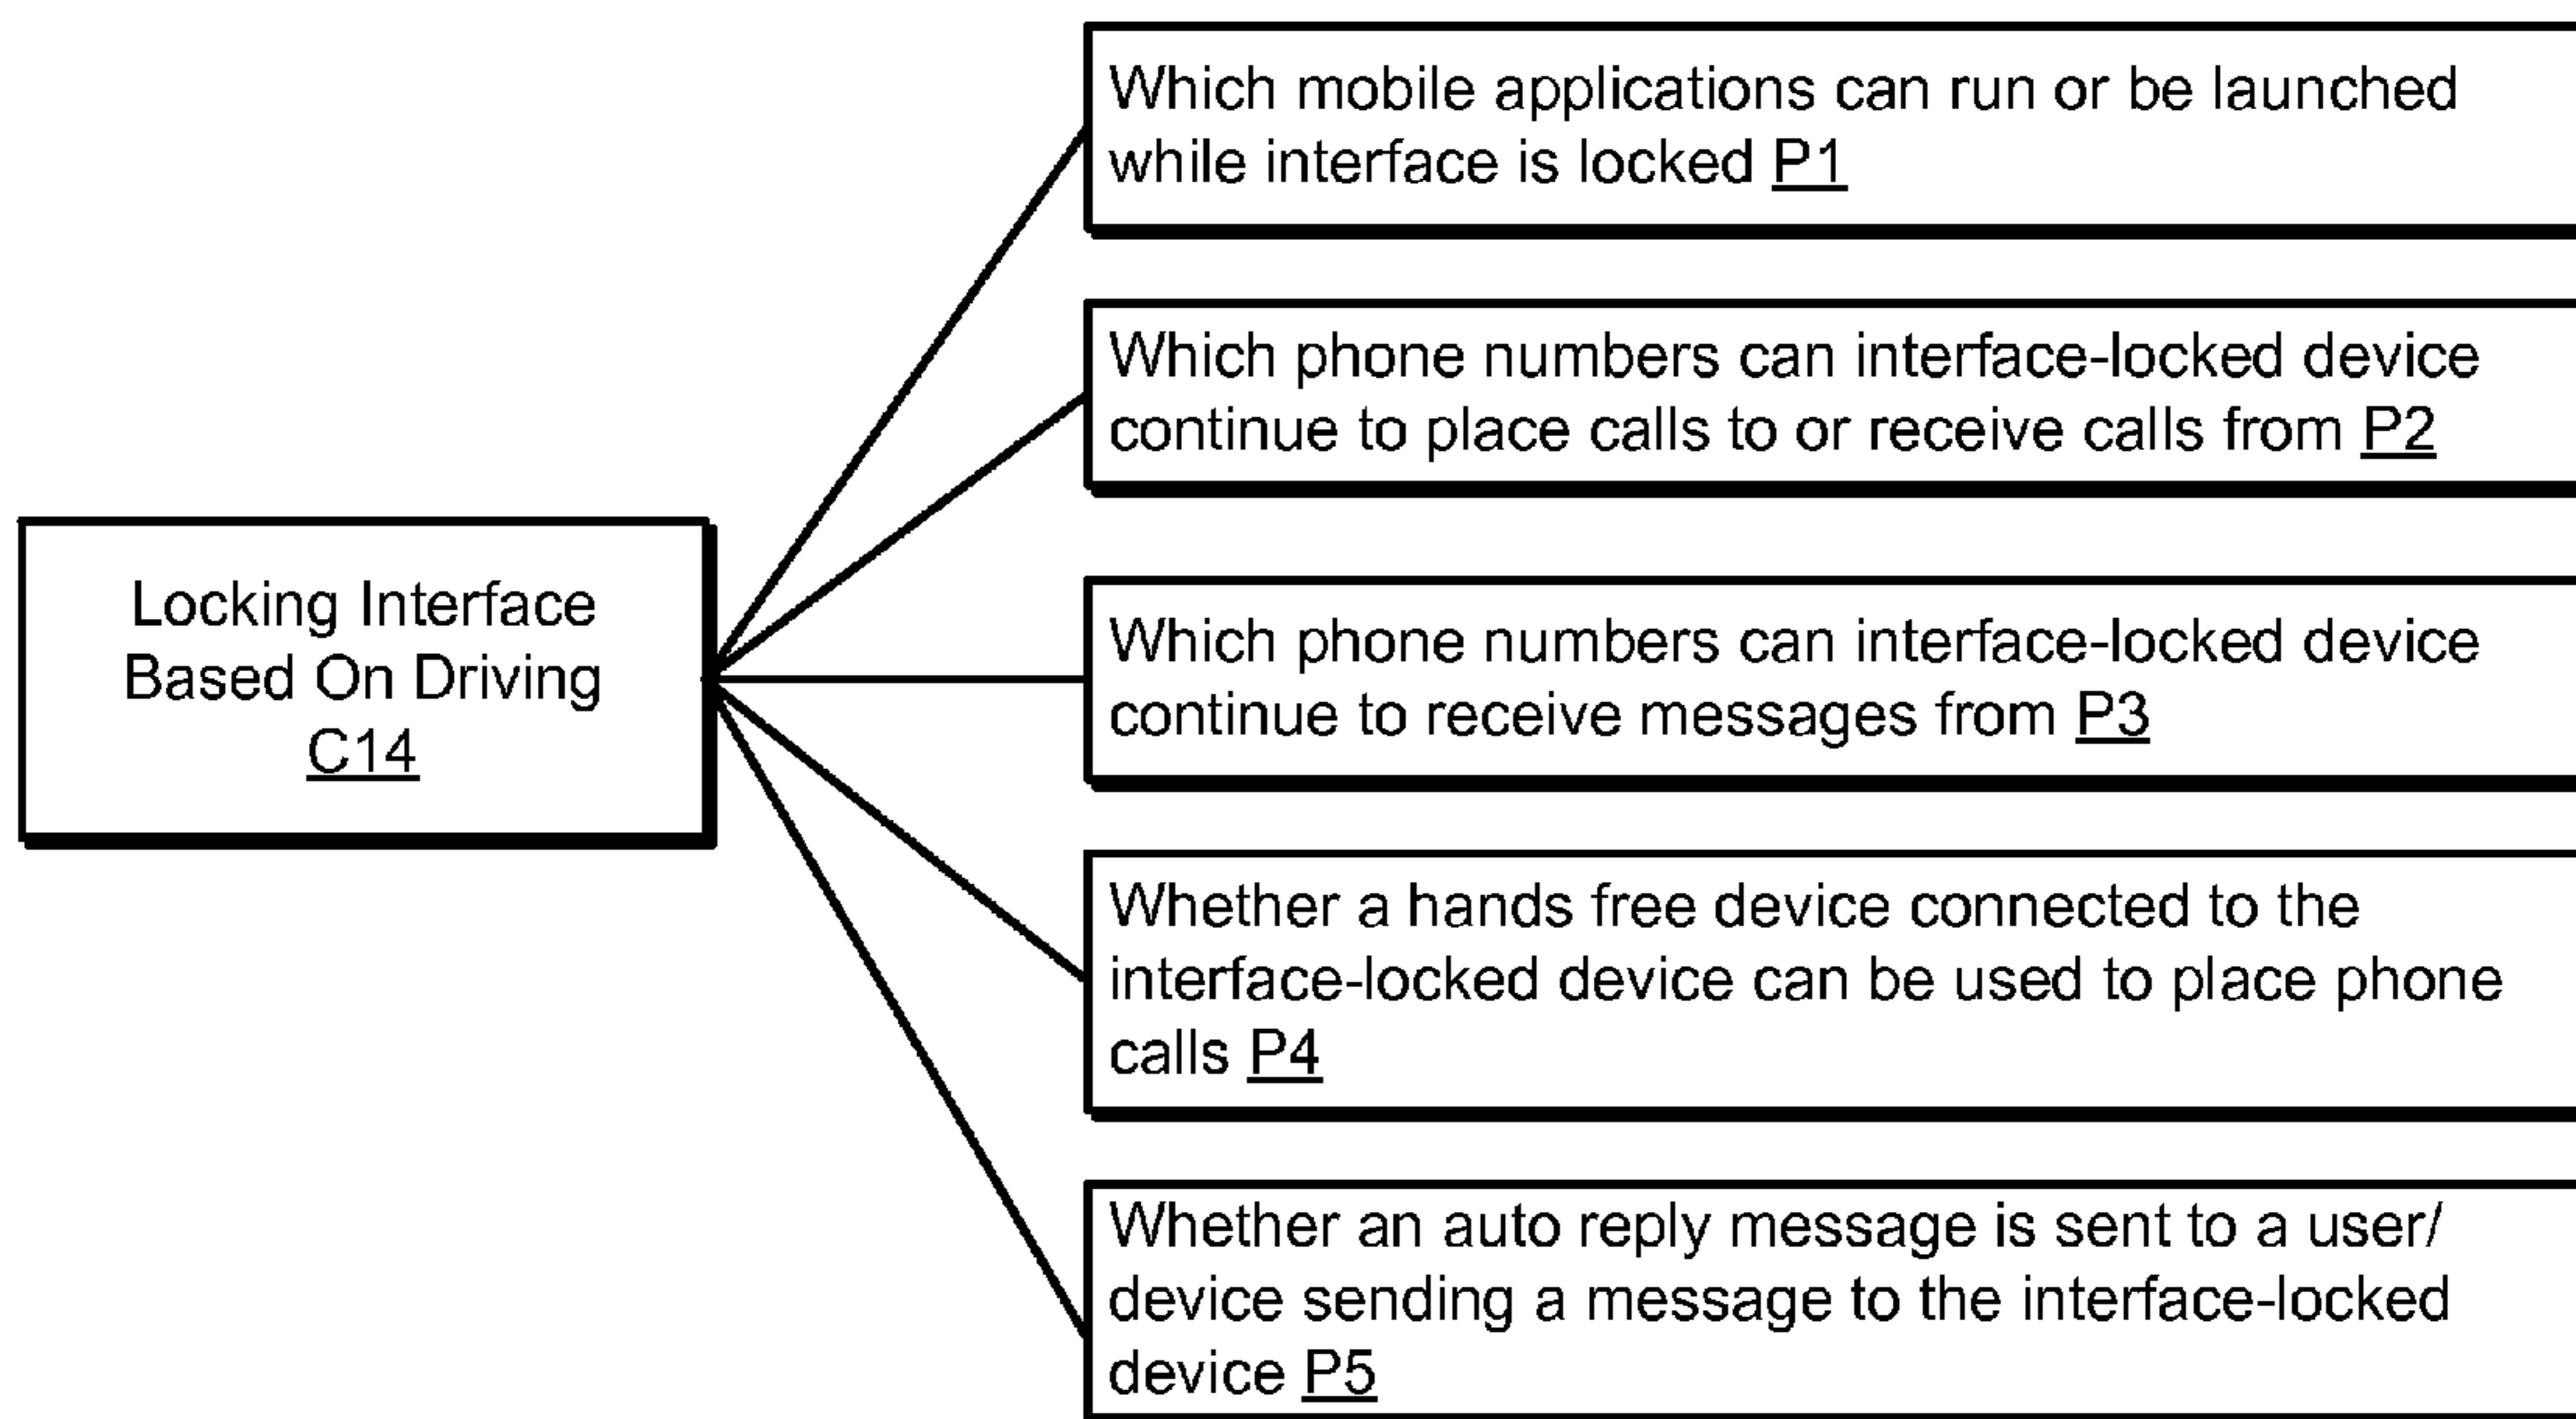 Locking Interface
Based On Driving
C14
Which mobile applications can run or be launched
while interface is locked P1
Which phone numbers can interface-locked device
continue to place calls to or receive calls from P2
Which phone numbers can interface-locked device
continue to receive messages from P3
Whether a hands free device connected to the
interface-locked device can be used to place phone
calls P4
Whether an auto reply message is sent to a user/
device sending a message to the interface-locked
device P5